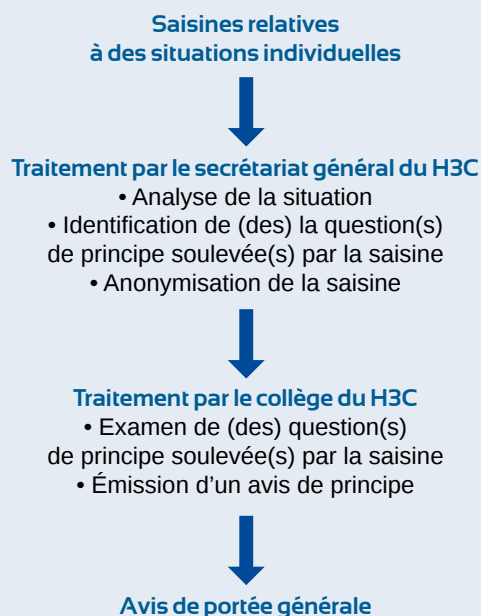 Saisines relatives
à des situations individuelles
Traitement par le secrétariat général du H3C
• Analyse de la situation
• Identification de (des) la question(s)
de principe soulevée(s) par la saisine
• Anonymisation de la saisine
Traitement par le collège du H3C
• Examen de (des) question(s)
de principe soulevée(s) par la saisine
• Émission d’un avis de principe
Avis de portée générale